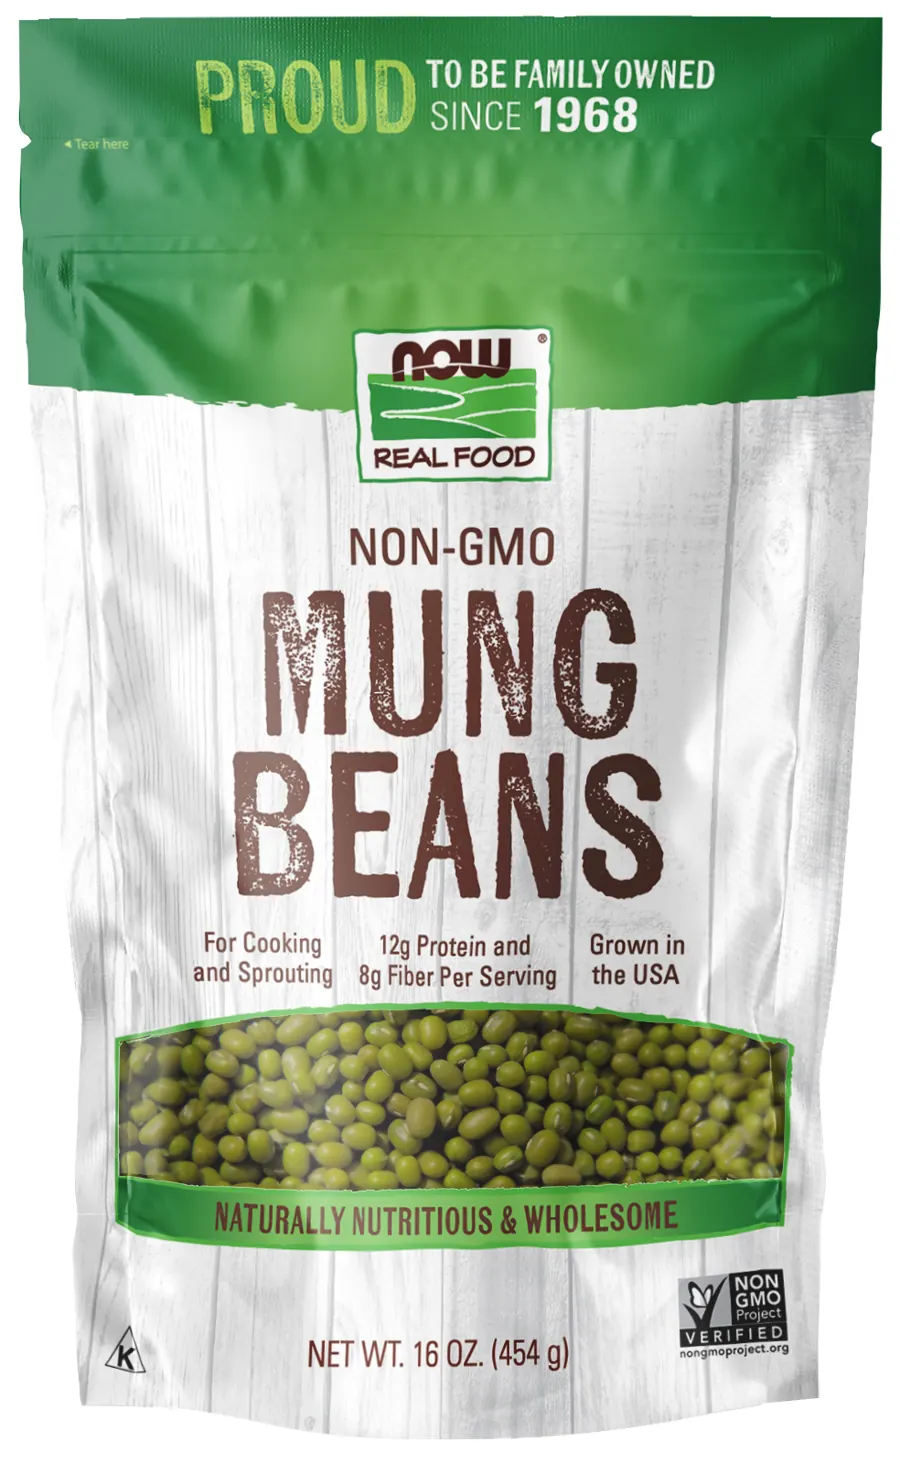 PROUD TO BE FAMILY OWNED
SINCE 1968
Tear here
NOW®
REAL FOOD
NON-GMO
MUNG
BEANS
For Cooking
and Sprouting
12g Protein and
8g Fiber Per Serving
Grown in
the USA
NATURALLY NUTRITIOUS & WHOLESOME
NON
GMO
Project
VERIFIED
nongmoproject.org
K
NET WT. 16 OZ. (454 g)